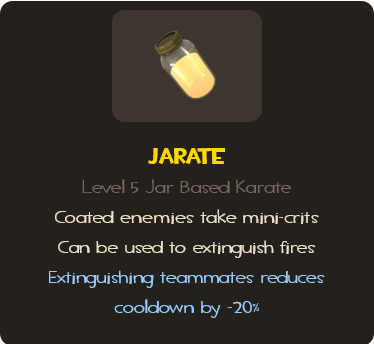 JARATE
Level 5 Jar Based Karate
Coated enemies take mini-crits
Can be used to extinguish fires
Extinguishing teammates reduces
cooldown by -20%